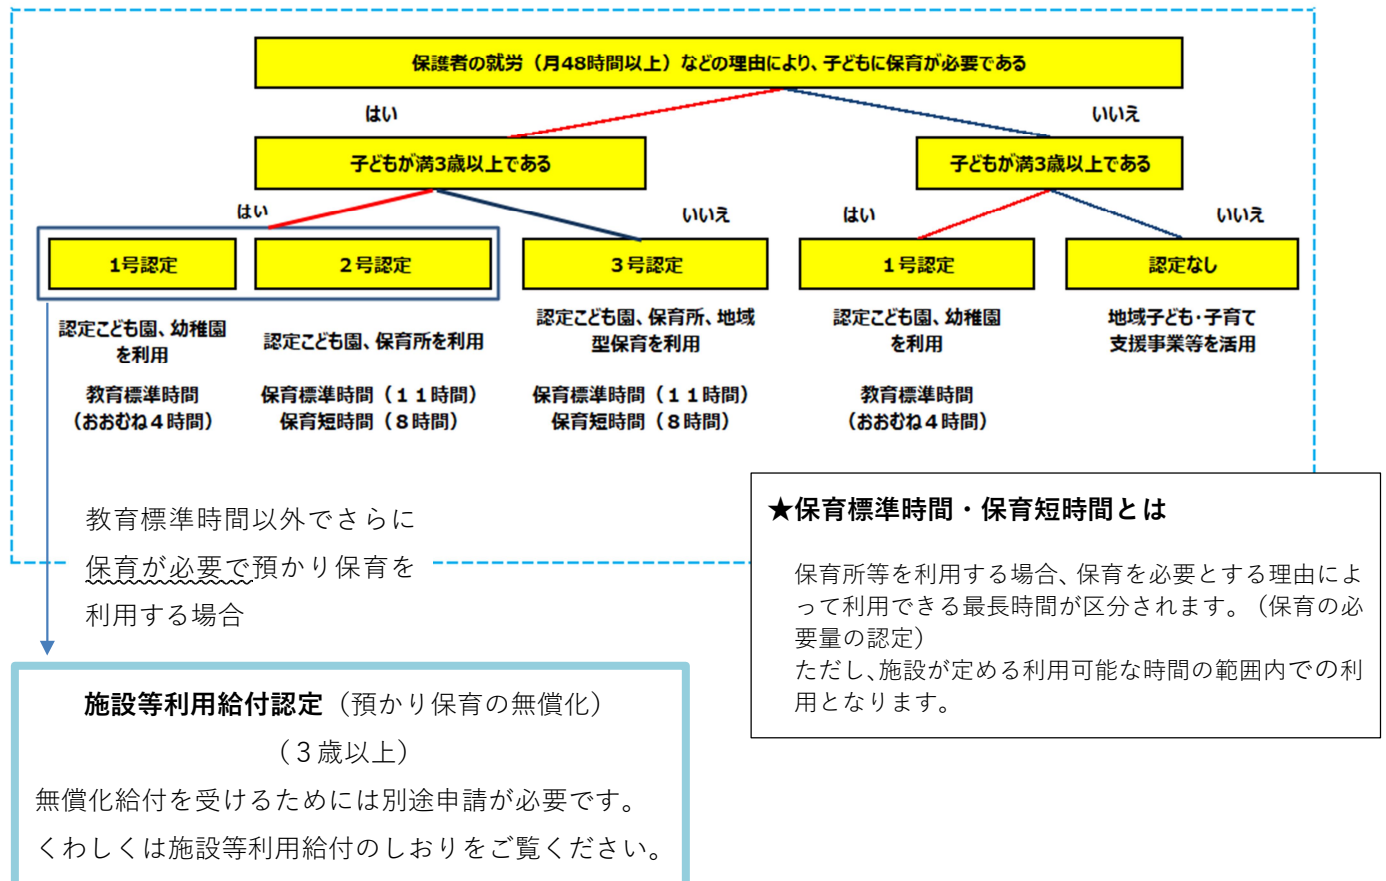 保護者の就労（月48時間以上）などの理由により、子どもに保育が必要である
はい
いいえ
子どもが満3歳以上である
子どもが満3歳以上である
はい
いいえ
はい
いいえ
1号認定
２号認定
３号認定
１号認定
認定なし
認定こども園、幼稚園
を利用
認定こども園、保育所を利用
認定こども園、保育所、地域
型保育を利用
認定こども園、幼稚園
を利用
地域子ども・子育て
支援事業等を活用
教育標準時間
（おおむね４時間）
保育標準時間（１１時間）
保育短時間（８時間）
保育標準時間（１１時間）
保育短時間（８時間）
教育標準時間
（おおむね４時間）
教育標準時間以外でさらに
保育が必要で預かり保育を
利用する場合
★保育標準時間・保育短時間とは
保育所等を利用する場合、保育を必要とする理由によ
って利用できる最長時間が区分されます。（保育の必
要量の認定）
ただし、施設が定める利用可能な時間の範囲内での利
用となります。
施設等利用給付認定（預かり保育の無償化）
（３歳以上）
無償化給付を受けるためには別途申請が必要です。
くわしくは施設等利用給付のしおりをご覧ください。